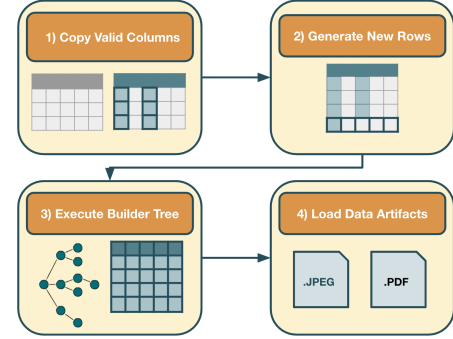 1) Copy Valid Columns
2) Generate New Rows
3) Execute Builder Tree
4) Load Data Artifacts
.JPEG
.PDF